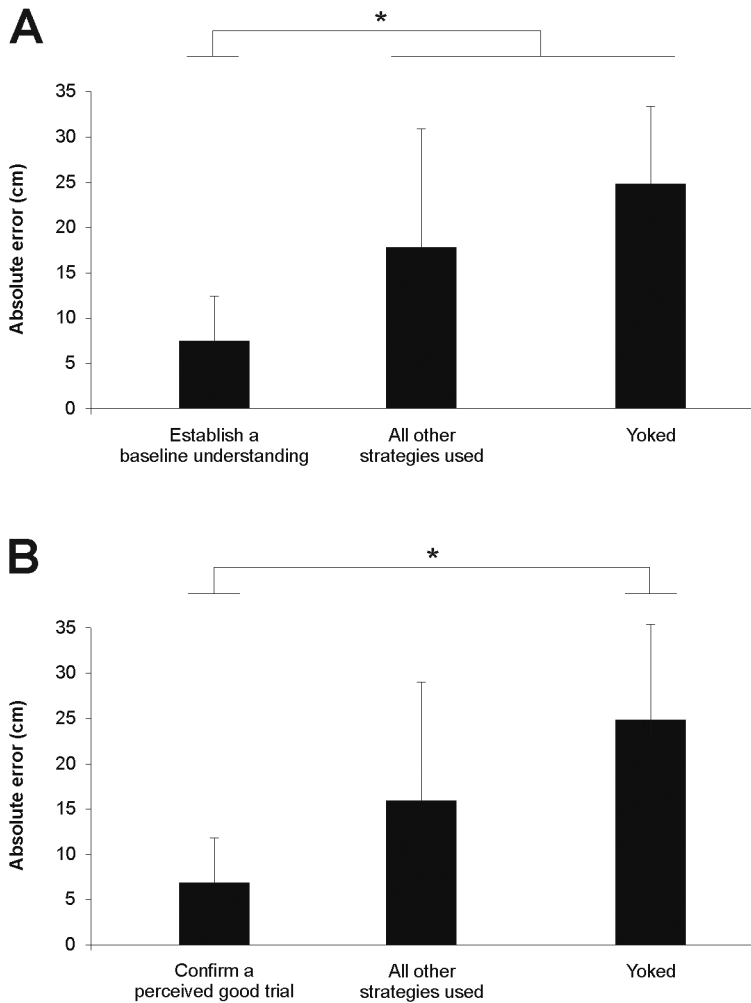 A
*
35
30
25
20
15
10
5
0
Absolute error (cm)
Establish a
baseline understanding
All other
strategies used
Yoked
B
*
35
30
25
20
15
10
5
0
Absolute error (cm)
Confirm a
perceived good trial
All other
strategies used
Yoked